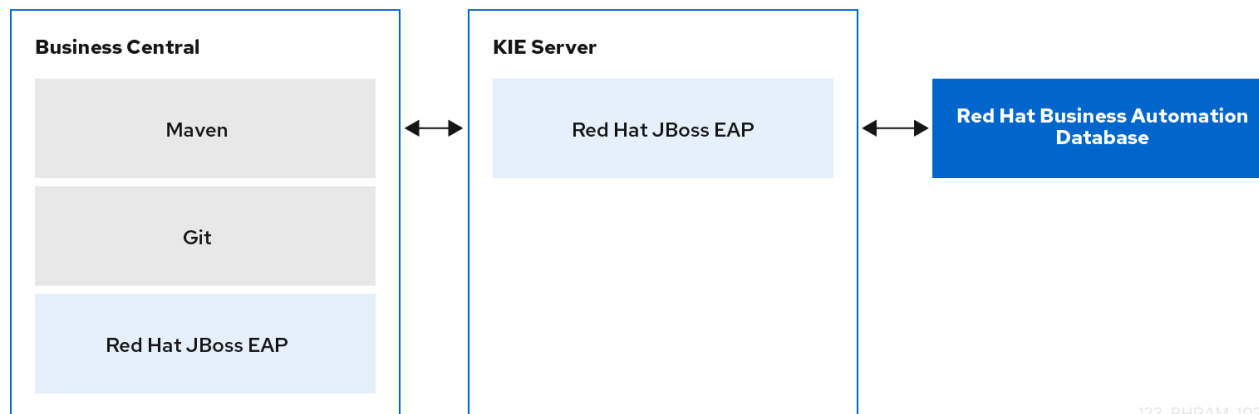 Business Central
Maven
Git
Red Hat JBoss EAP
KIE Server
Red Hat JBoss EAP
Red Hat Business Automation
Database